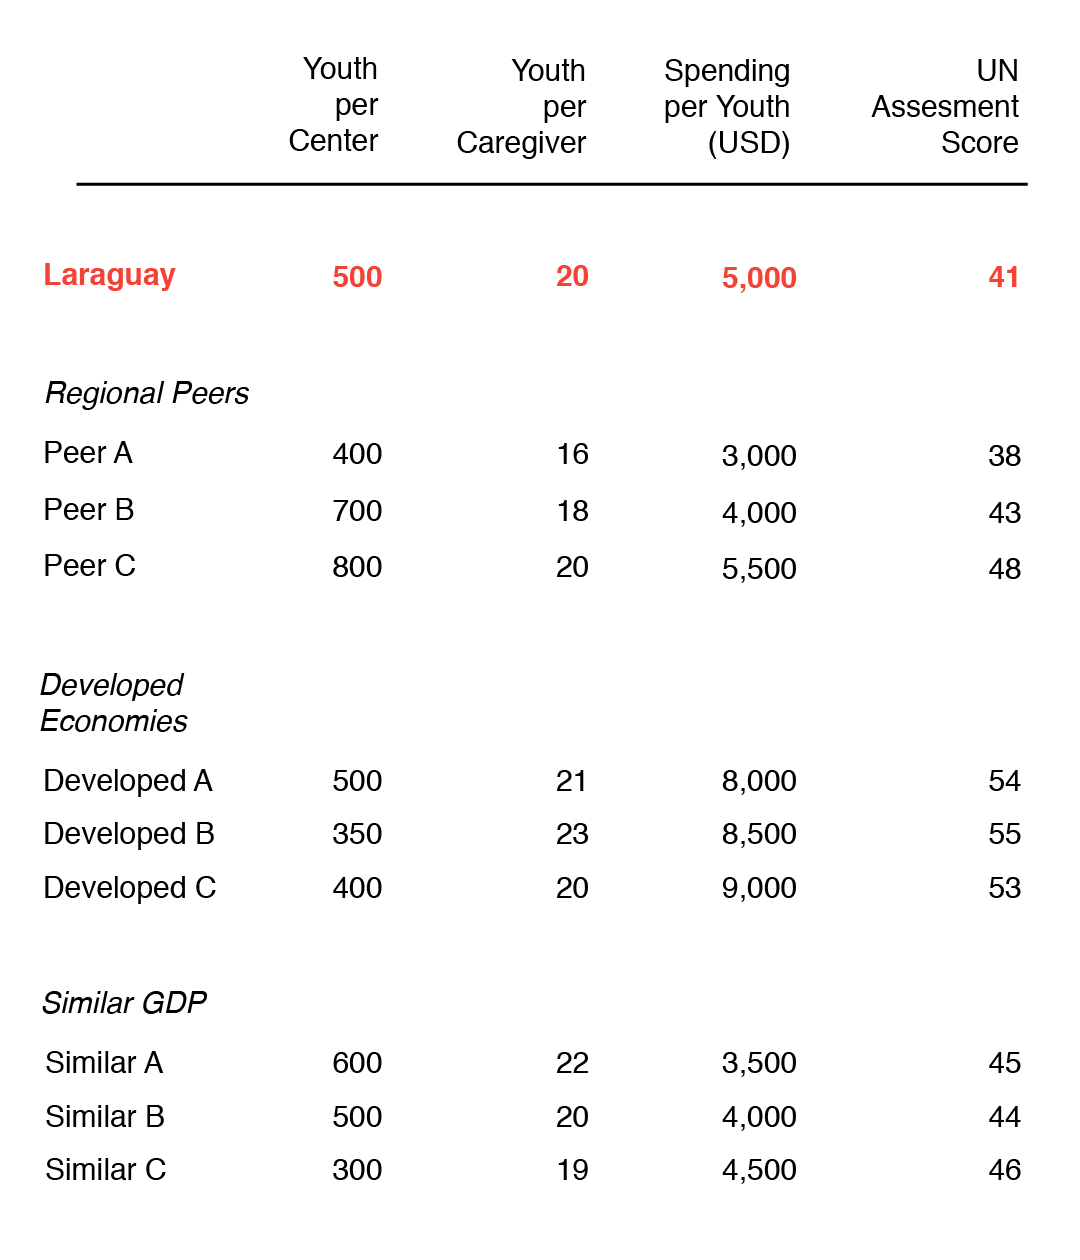 Youth per Center Youth per Caregiver Spending per Youth (USD) UN Assesment Score
Laraguay 500 20 5,000 41
Regional Peers
Peer A 400 16 3,000 38
Peer B 700 18 4,000 43
Peer C 800 20 5,500 48
Developed
Economies
Developed A 500 21 8,000 54
Developed B 350 23 8,500 55
Developed C 400 20 9,000 53
Similar GDP
Similar A 600 22 3,500 45
Similar B 500 20 4,000 44
Similar C 300 19 4,500 46